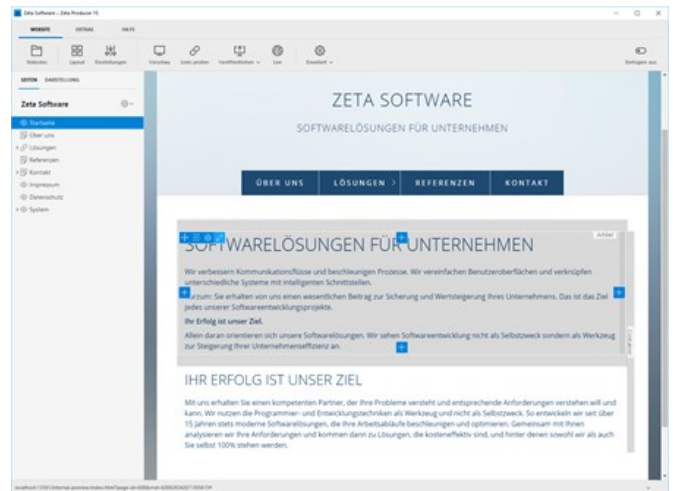 Zeta Software - Zeta Producer 15
WEBSITE EXTRAS HILFE
Websites Layout Einstellungen Vorschau Links prüfen Veröffentlichen Live Erweitert Einfügen aus
SEITEN DARSTELLUNG
Zeta Software
Startseite
Über uns
Lösungen
Referenzen
Kontakt
Impressum
Datenschutz
System
ZETA SOFTWARE
SOFTWARELÖSUNGEN FÜR UNTERNEHMEN
ÜBER UNS LÖSUNGEN > REFERENZEN KONTAKT
Artikel
SOFTWARELÖSUNGEN FÜR UNTERNEHMEN
Wir verbessern Kommunikationsflüsse und beschleunigen Prozesse. Wir vereinfachen Benutzeroberflächen und verknüpfen
unterschiedliche Systeme mit intelligenten Schnittstellen.
Kurzum: Sie erhalten von uns einen wesentlichen Beitrag zur Sicherung und Wertsteigerung Ihres Unternehmens. Das ist das Ziel
jedes unserer Softwareentwicklungsprojekte.
Ihr Erfolg ist unser Ziel.
Allein daran orientieren sich unsere Softwarelösungen. Wir sehen Softwareentwicklung nicht als Selbstzweck sondern als Werkzeug
zur Steigerung Ihrer Unternehmenseffizienz an.
Container
IHR ERFOLG IST UNSER ZIEL
Mit uns erhalten Sie einen kompetenten Partner, der Ihre Probleme versteht und entsprechende Anforderungen verstehen will und
kann. Wir nutzen die Programmier- und Entwicklungstechniken als Werkzeug und nicht als Selbstzweck. So entwickeln wir seit über
15 Jahren stets moderne Softwarelösungen, die Ihre Arbeitsabläufe beschleunigen und optimieren. Gemeinsam mit Ihnen
analysieren wir Ihre Anforderungen und kommen dann zu Lösungen, die kosteneffektiv sind, und hinter denen sowohl wir als auch
Sie selbst 100% stehen werden.